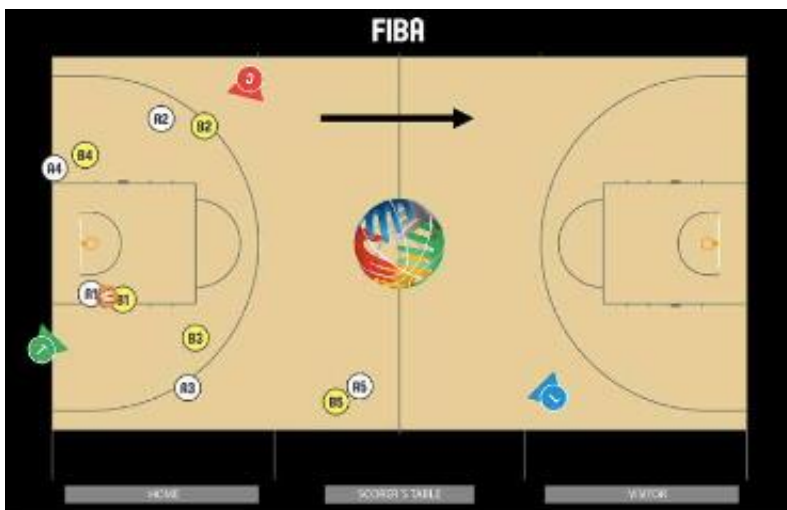 FIBA
A2
B2
B4
A4
A1
B1
B3
A3
A5
B5
HOME
SCORER'S TABLE
VISITOR